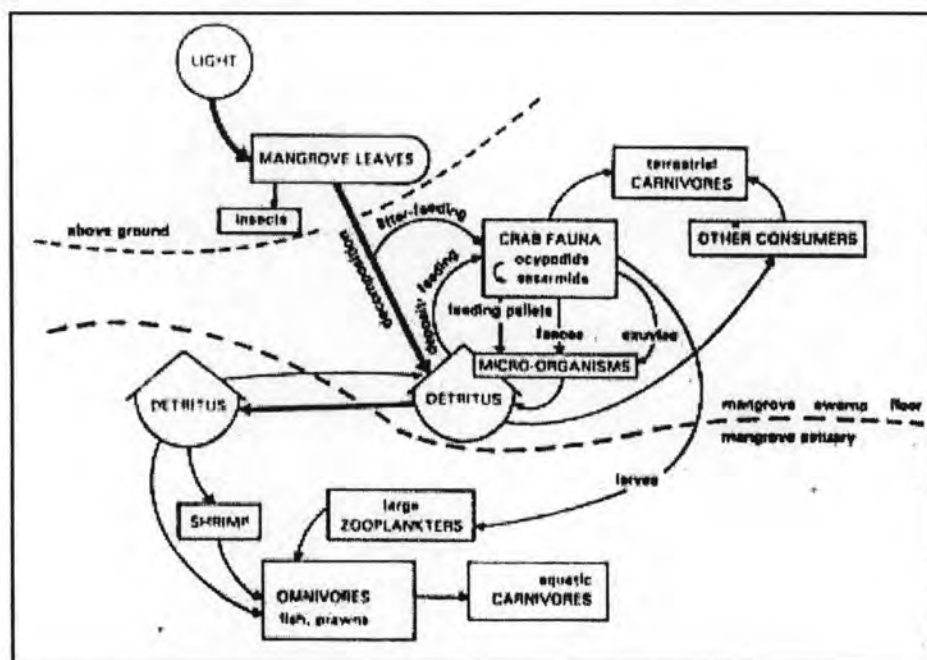 LIGHT
MANGROVE LEAVES
insects
above ground
litter-feeding
decomposition
deposit feeding
CRAB FAUNA
ocypodids
sesarmids
terrestrial
CARNIVORES
OTHER CONSUMERS
feeding pellets
faeces
exuviae
MICRO-ORGANISMS
DETRITUS
DETRITUS
mangrove swamp floor
mangrove estuary
larvae
SHRIMP
large
ZOOPLANKTERS
OMNIVORES
fish, prawns
aquatic
CARNIVORES